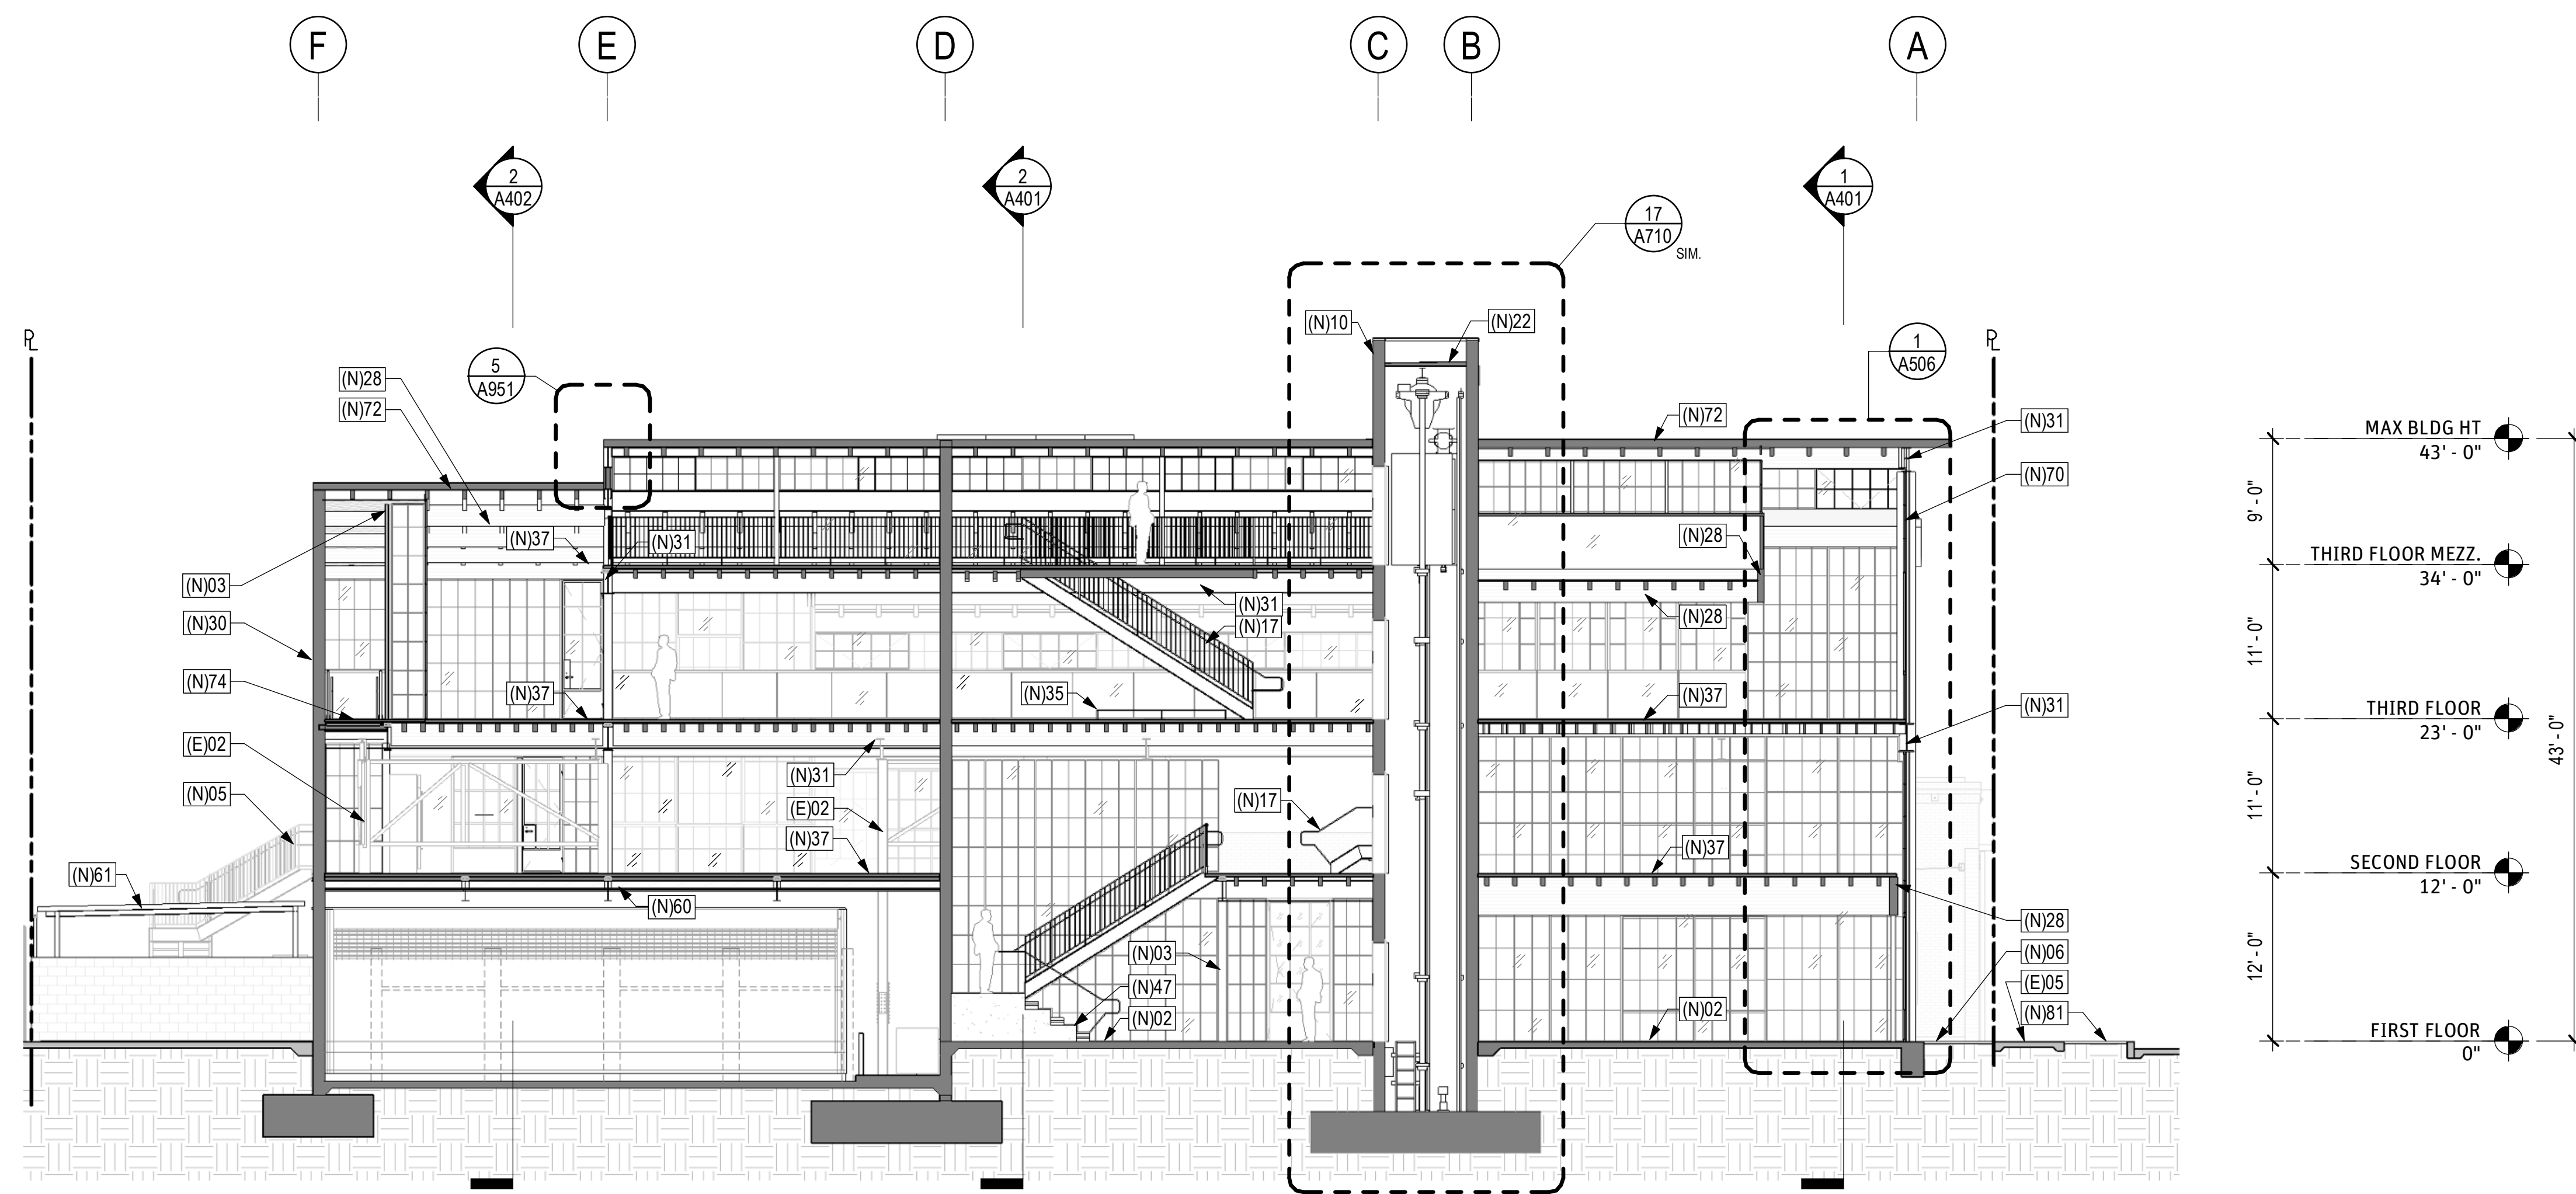 F
E
D
C
B
A
2
A402
2
A401
1
A401
17
A710
SIM.
PL
PL
(N)10
(N)22
5
A951
1
A506
(N)28
(N)72
(N)72
(N)31
MAX BLDG HT
43' - 0"
(N)70
9' - 0"
(N)37
(N)31
(N)28
THIRD FLOOR MEZZ.
34' - 0"
(N)03
(N)31
(N)17
(N)28
(N)30
11' - 0"
(N)74
(N)37
(N)35
(N)37
(N)31
THIRD FLOOR
23' - 0"
43' - 0"
(E)02
(N)31
(N)05
(E)02
(N)17
11' - 0"
(N)37
(N)37
SECOND FLOOR
12' - 0"
(N)61
(N)60
(N)28
(N)03
(N)06
12' - 0"
(N)47
(E)05
(N)02
(N)02
(N)81
FIRST FLOOR
0"